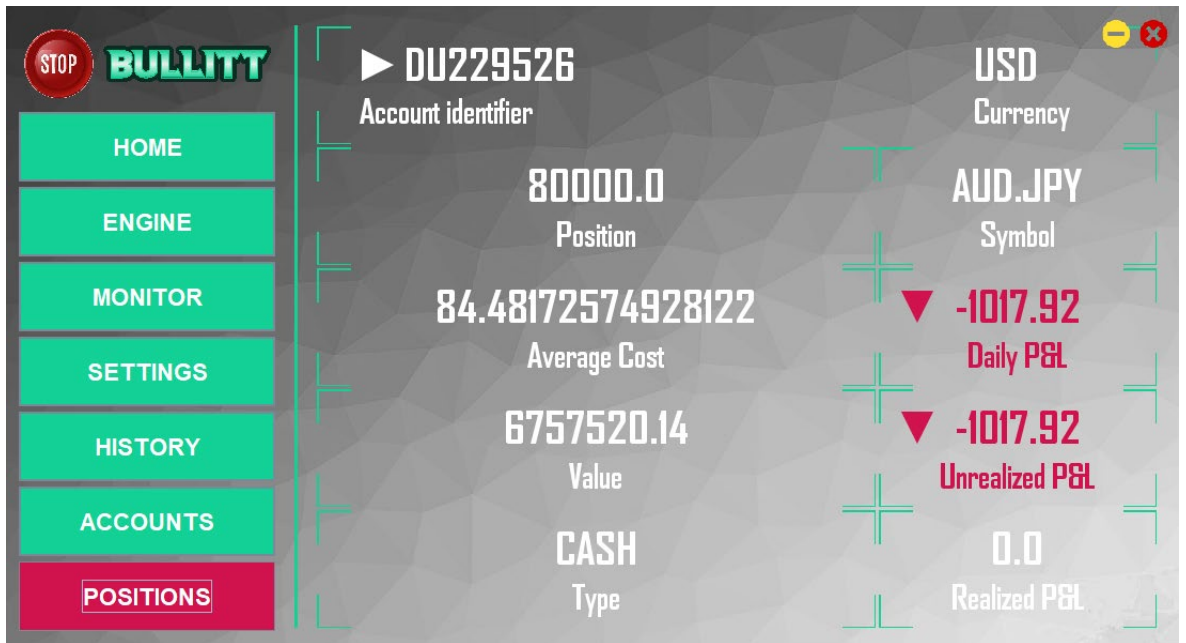 STOP BULLITT
HOME
ENGINE
MONITOR
SETTINGS
HISTORY
ACCOUNTS
POSITIONS
DU229526
Account identifier
USD
Currency
80000.0
Position
AUD.JPY
Symbol
84.48172574928122
Average Cost
-1017.92
Daily P&L
6757520.14
Value
-1017.92
Unrealized P&L
CASH
Type
0.0
Realized P&L